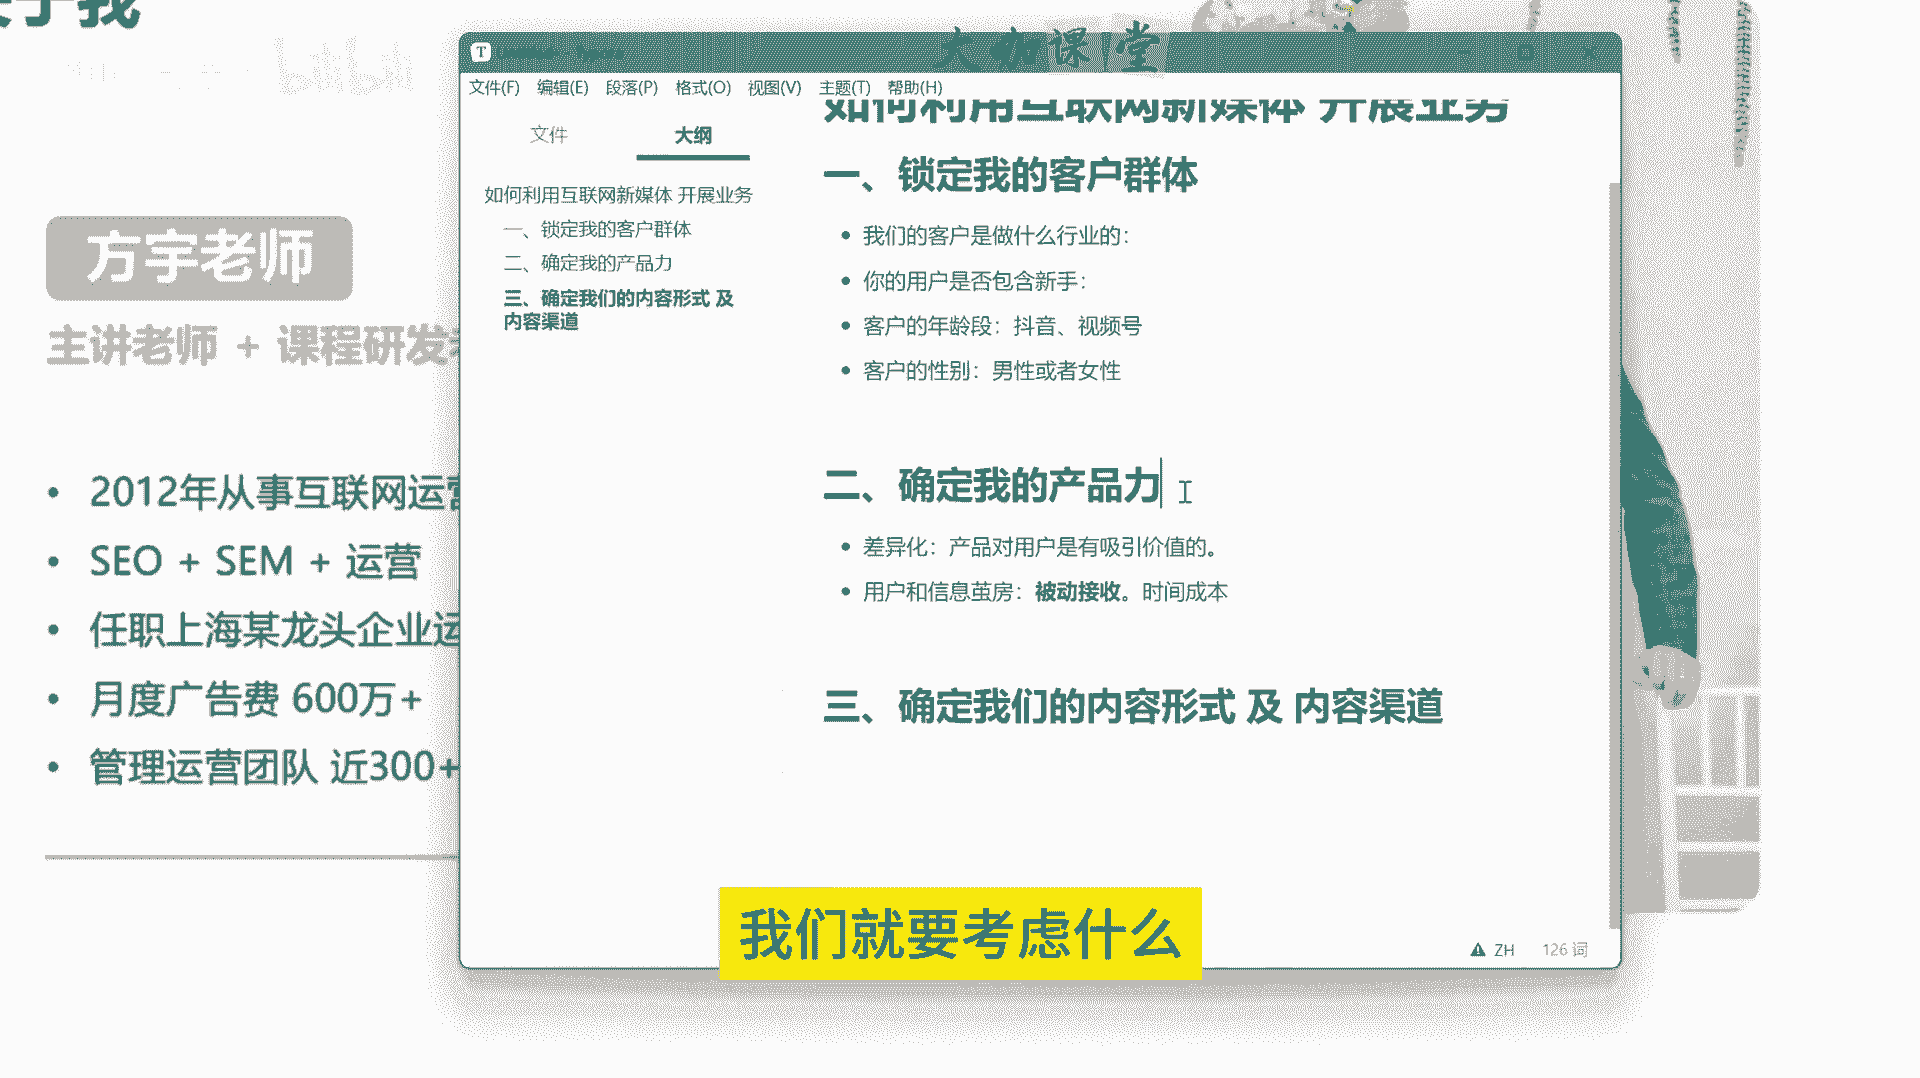 于我
bilibili
大咖课堂
方宇老师
主讲老师 + 课程研发
2012年从事互联网运营
SEO + SEM + 运营
任职上海某龙头企业运
月度广告费 600万+
管理运营团队 近300+
T
文件(F) 编辑(E) 段落(P) 格式(O) 视图(V) 主题(T) 帮助(H)
文件 大纲
如何利用互联网新媒体 开展业务
一、锁定我的客户群体
二、确定我的产品力
三、确定我们的内容形式 及
内容渠道
如何利用互联网新媒体 开展业务
一、锁定我的客户群体
我们的客户是做什么行业的：
你的用户是否包含新手：
客户的年龄段：抖音、视频号
客户的性别：男性或者女性
二、确定我的产品力
差异化：产品对用户是有吸引价值的。
用户和信息茧房：被动接收。时间成本
三、确定我们的内容形式 及 内容渠道
我们就要考虑什么
ZH 126 词